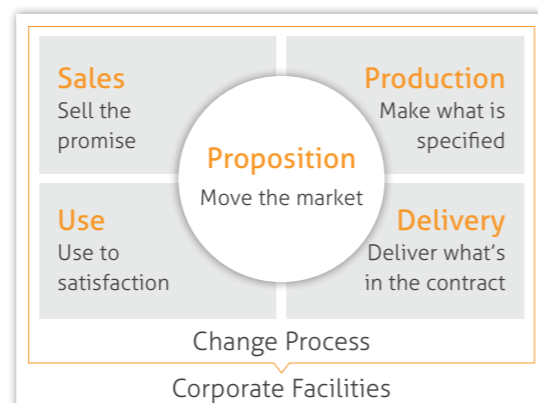 Sales
Sell the
promise
Production
Make what is
specified
Proposition
Move the market
Use
Use to
satisfaction
Delivery
Deliver what's
in the contract
Change Process
Corporate Facilities